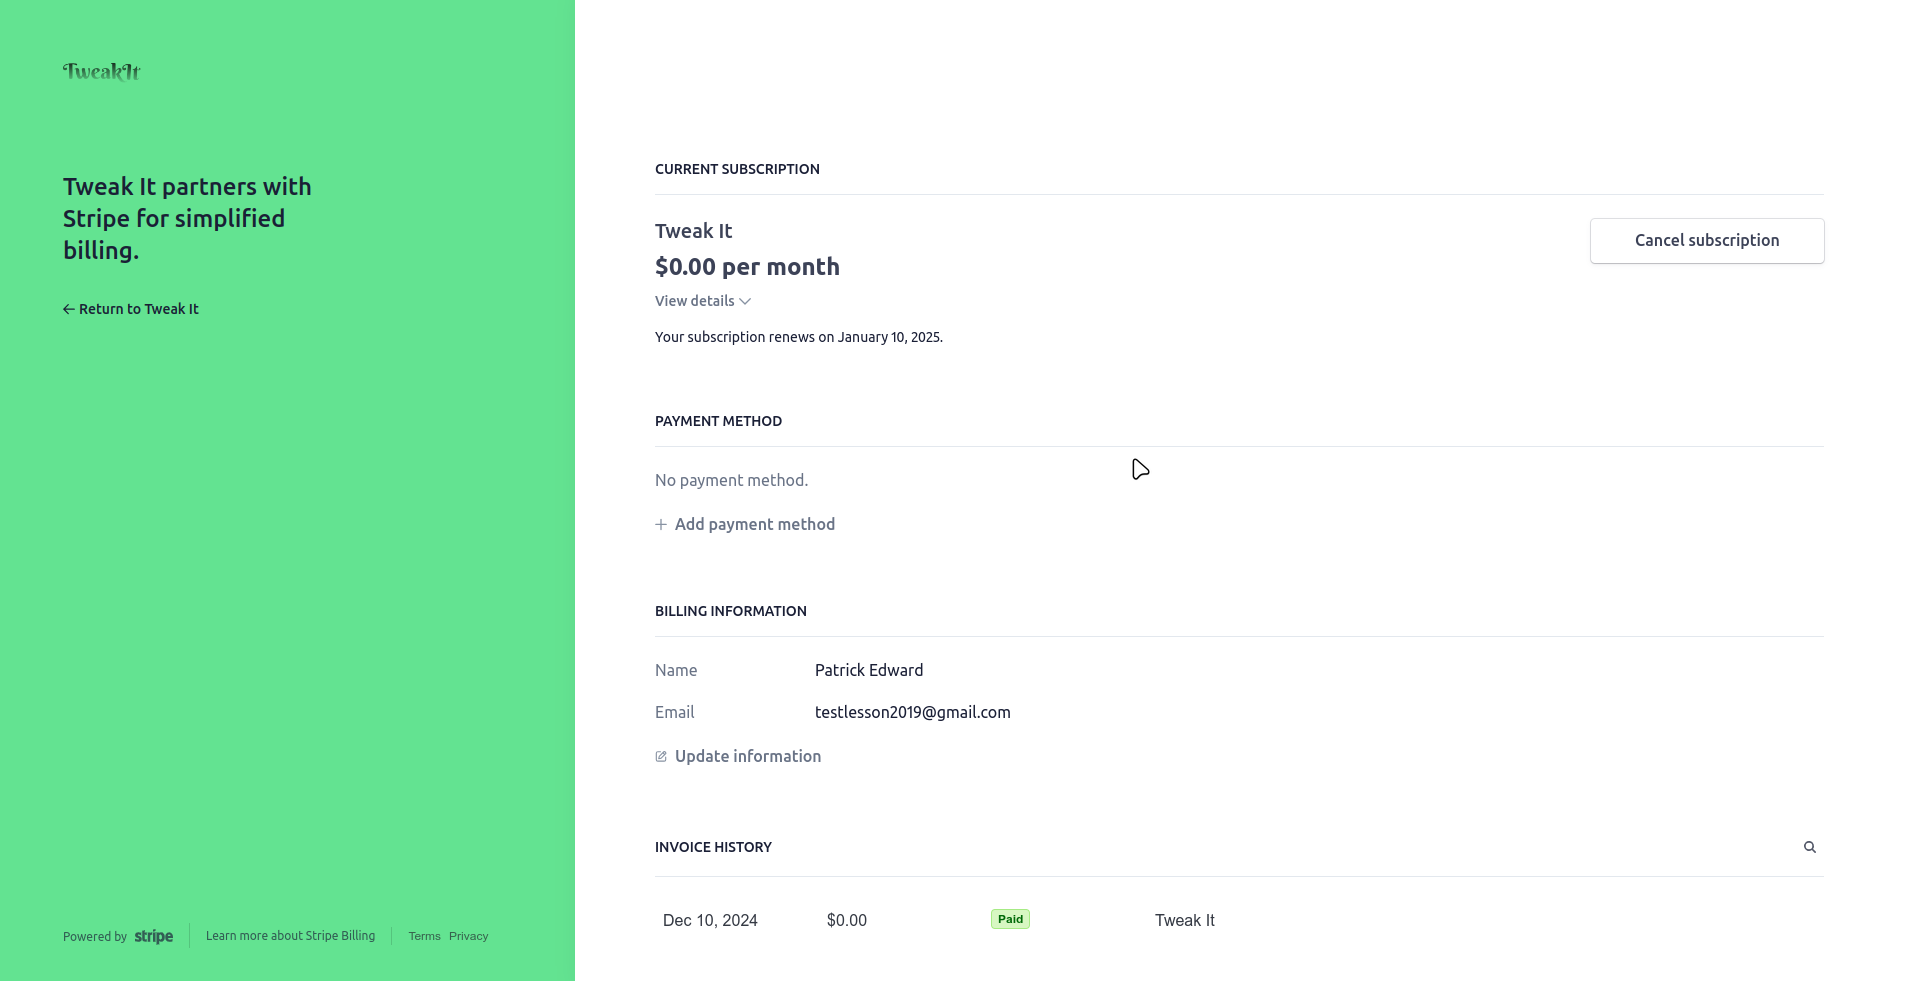 TweakIt
Tweak It partners with
Stripe for simplified
billing.
Return to Tweak It
Powered by stripe
Learn more about Stripe Billing
Terms Privacy
CURRENT SUBSCRIPTION
Tweak It
$0.00 per month
View details
Your subscription renews on January 10, 2025.
Cancel subscription
PAYMENT METHOD
No payment method.
Add payment method
BILLING INFORMATION
Name Patrick Edward
Email testlesson2019@gmail.com
Update information
INVOICE HISTORY
Dec 10, 2024 $0.00 Paid Tweak It